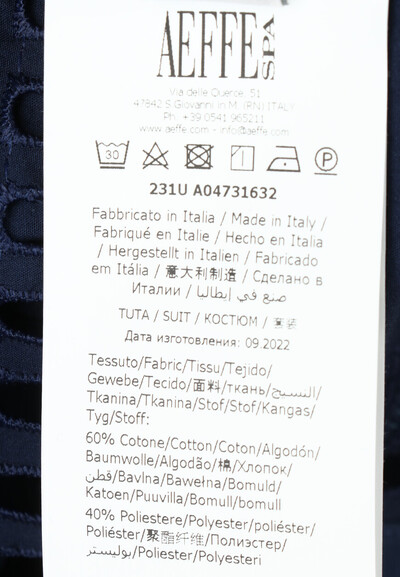 AEFFE SPA
Via delle Querce, 51
47842 S.Giovanni in M. (RN) ITALY
Ph. +39 0541 965211
www.aeffe.com - info@aeffe.com
30 P
231U A04731632
Fabbricato in Italia / Made in Italy /
Fabriqué en Italie / Hecho en Italia
/ Hergestellt in Italien / Fabricado
em Itália / 意大利制造 / Сделано в
Италии / صنع في إيطاليا
TUTA / SUIT / КОСТЮМ / 套装
Дата изготовления: 09.2022
Tessuto/Fabric/Tissu/Tejido/
Gewebe/Tecido/面料/ткань/النسيج/
Tkanina/Tkanina/Stof/Stof/Kangas/
Tyg/Stoff:
60% Cotone/Cotton/Coton/Algodón/
Baumwolle/Algodão/棉/Хлопок/
قطن/Bavlna/Bawełna/Bomuld/
Katoen/Puuvilla/Bomull/bomull
40% Poliestere/Polyester/poliéster/
Poliéster/聚酯纤维/Полиэстер/
بوليستر/Poliester/Polyesteri